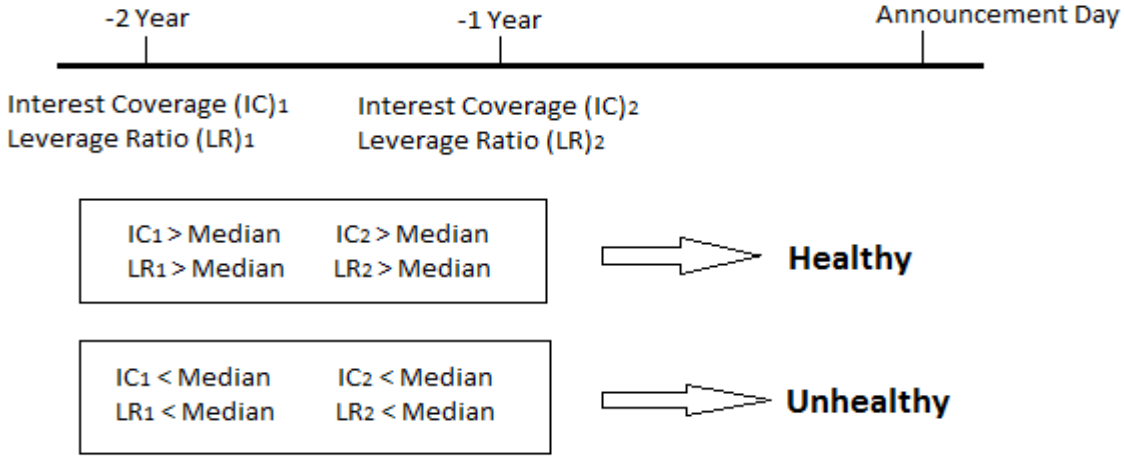 -2 Year -1 Year Announcement Day
Interest Coverage (IC)1 Interest Coverage (IC)2
Leverage Ratio (LR)1 Leverage Ratio (LR)2
IC1 > Median IC2 > Median
LR1 > Median LR2 > Median
Healthy
IC1 < Median IC2 < Median
LR1 < Median LR2 < Median
Unhealthy